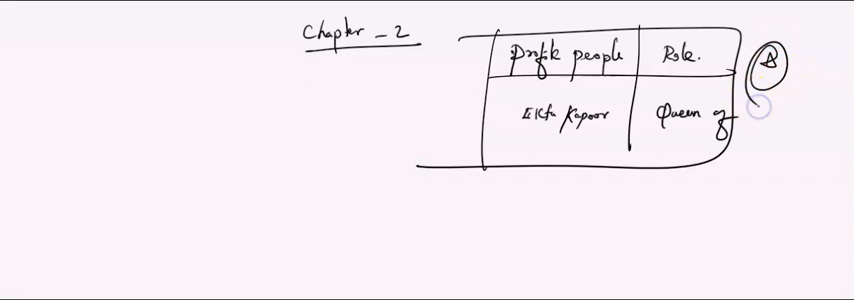 Chapter - 2
Profile people Role.
Ekta Kapoor Queen of
A